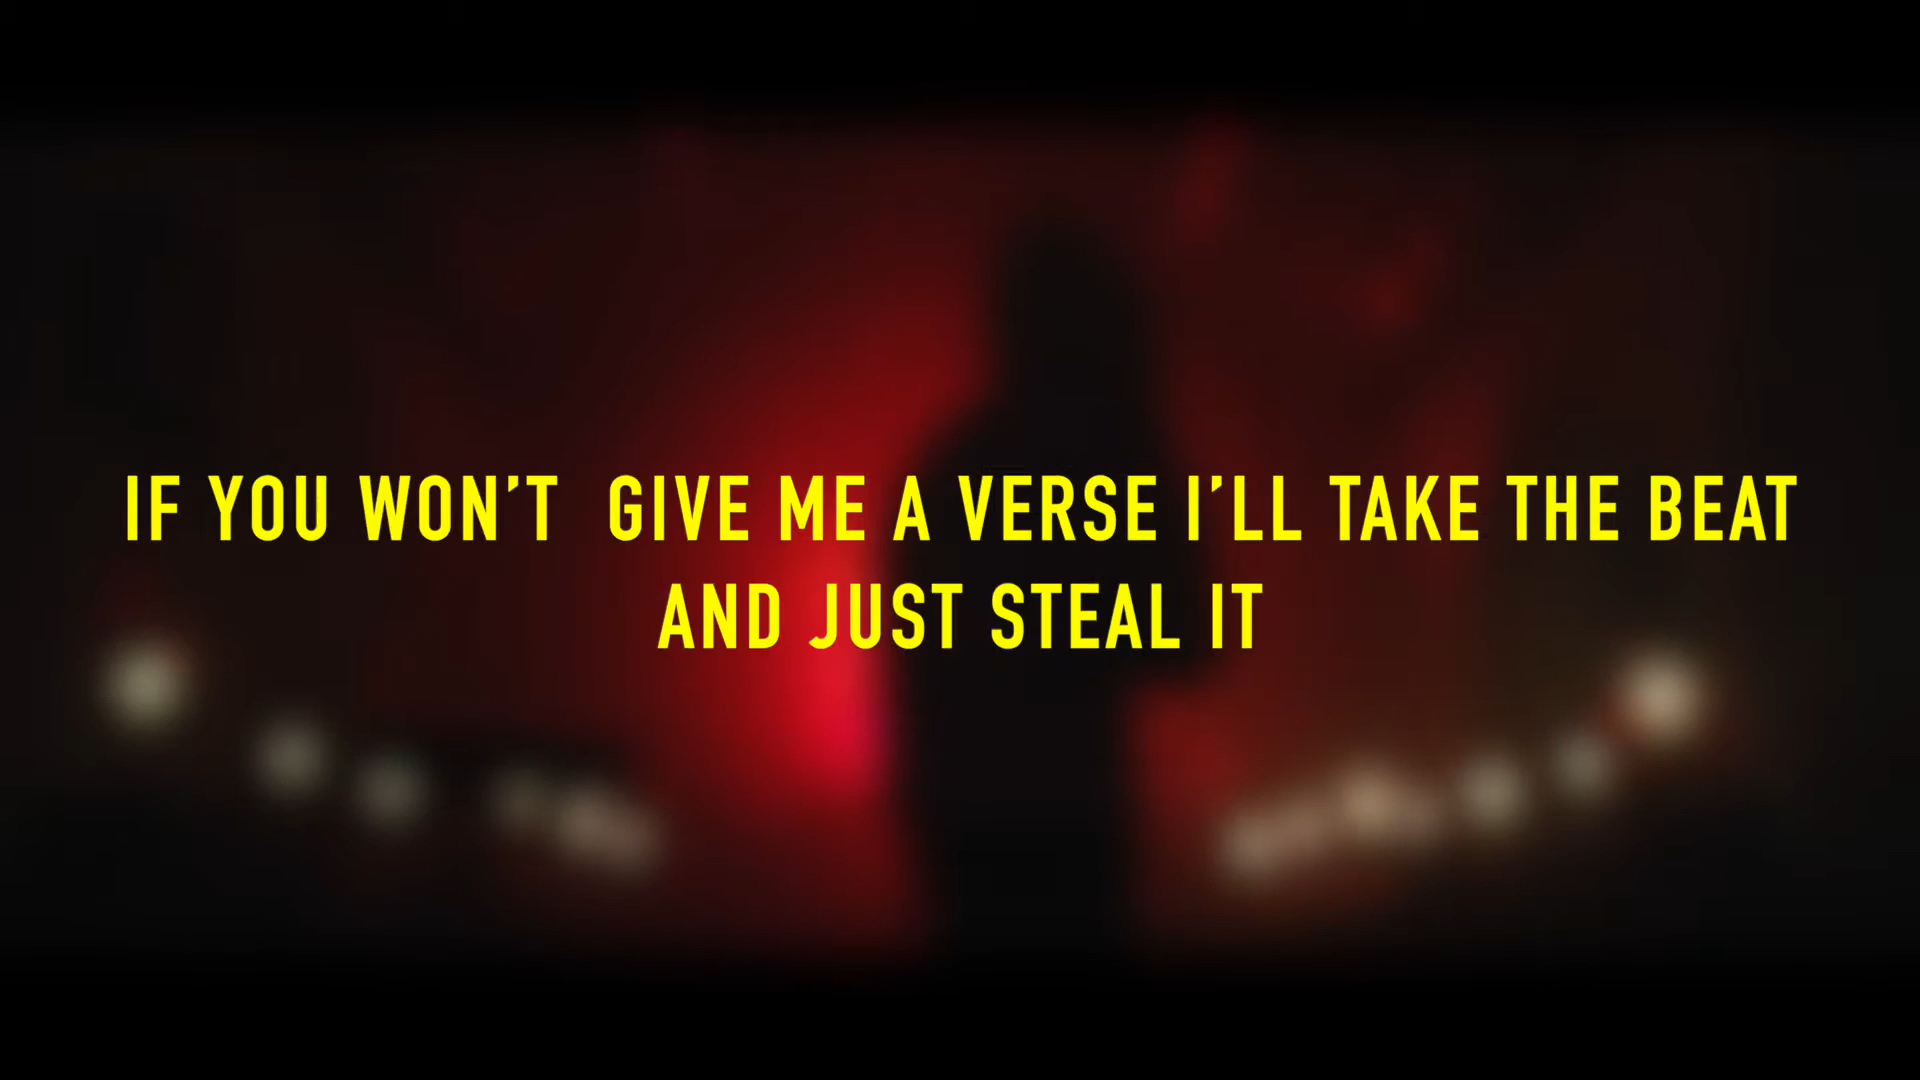 IF YOU WON’T  GIVE ME A VERSE I’LL TAKE THE BEAT
AND JUST STEAL IT